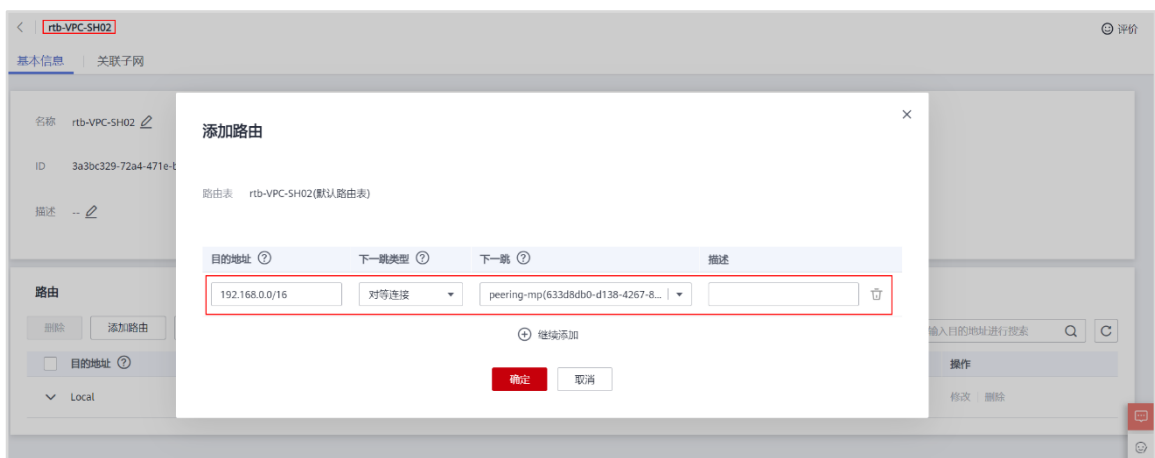 rtb-VPC-SH02
评价
基本信息 关联子网
名称 rtb-VPC-SH02
ID 3a3bc329-72a4-471e-
描述 --
添加路由
路由表 rtb-VPC-SH02(默认路由表)
目的地址 下一跳类型 下一跳 描述
192.168.0.0/16 对等连接 peering-mp(633d8db0-d138-4267-8...
继续添加
确定 取消
路由
删除 添加路由
输入目的地址进行搜索
目的地址 操作
Local 修改 删除